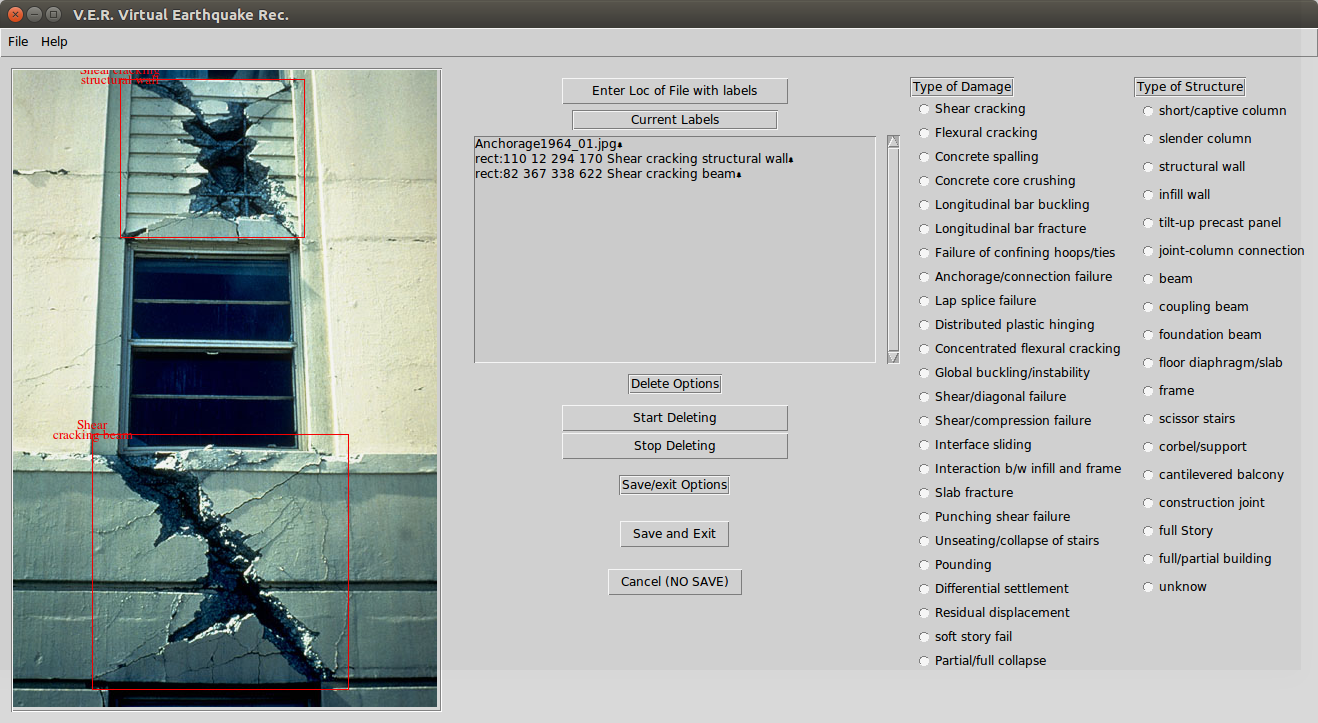 V.E.R. Virtual Earthquake Rec.
File Help
Shear cracking
structural wall
Shear
cracking beam
Enter Loc of File with labels
Current Labels
Anchorage1964_01.jpg
rect:110 12 294 170 Shear cracking structural wall
rect:82 367 338 622 Shear cracking beam
Delete Options
Start Deleting
Stop Deleting
Save/exit Options
Save and Exit
Cancel (NO SAVE)
Type of Damage
Shear cracking
Flexural cracking
Concrete spalling
Concrete core crushing
Longitudinal bar buckling
Longitudinal bar fracture
Failure of confining hoops/ties
Anchorage/connection failure
Lap splice failure
Distributed plastic hinging
Concentrated flexural cracking
Global buckling/instability
Shear/diagonal failure
Shear/compression failure
Interface sliding
Interaction b/w infill and frame
Slab fracture
Punching shear failure
Unseating/collapse of stairs
Pounding
Differential settlement
Residual displacement
soft story fail
Partial/full collapse
Type of Structure
short/captive column
slender column
structural wall
infill wall
tilt-up precast panel
joint-column connection
beam
coupling beam
foundation beam
floor diaphragm/slab
frame
scissor stairs
corbel/support
cantilevered balcony
construction joint
full Story
full/partial building
unknow